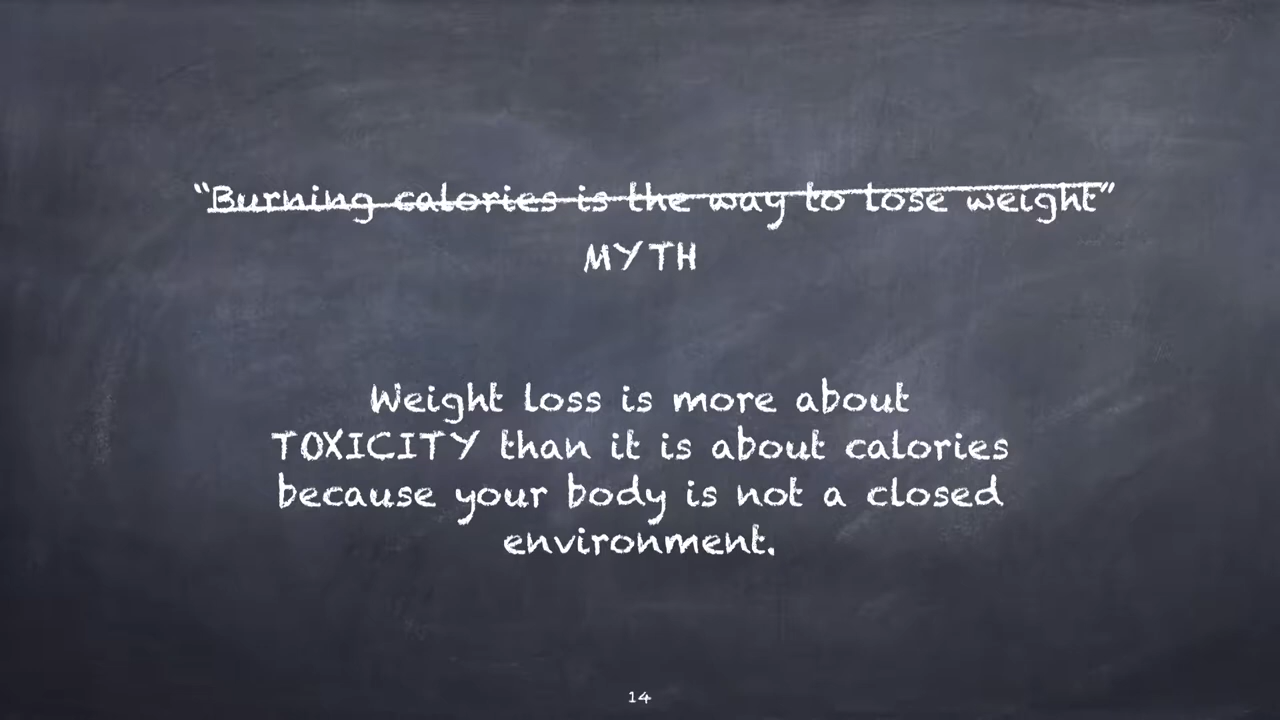 “Burning calories is the way to lose weight”
MYTH
Weight loss is more about
TOXICITY than it is about calories
because your body is not a closed
environment.
14